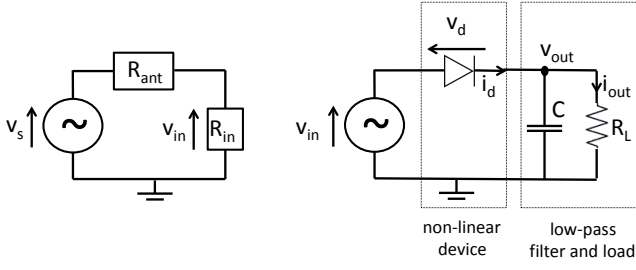 R_ant
v_s
~
v_in
R_in
v_d
i_d
v_out
i_out
v_in
~
C
R_L
non-linear
device
low-pass
filter and load